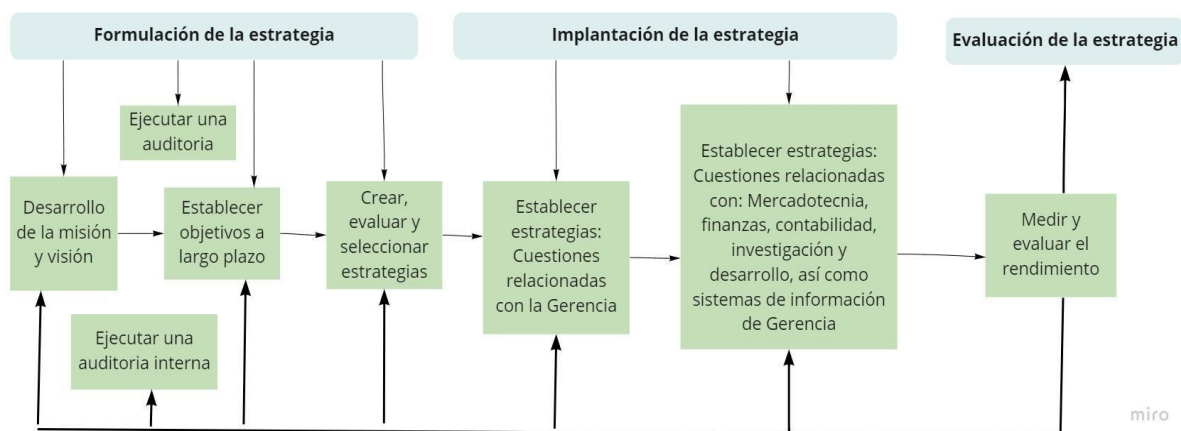 Formulación de la estrategia
Implantación de la estrategia
Evaluación de la estrategia
Ejecutar una
auditoria
Desarrollo
de la misión
y visión
Establecer
objetivos a
largo plazo
Crear,
evaluar y
seleccionar
estrategias
Establecer
estrategias:
Cuestiones
relacionadas
con la Gerencia
Establecer estrategias:
Cuestiones relacionadas
con: Mercadotecnia,
finanzas, contabilidad,
investigación y
desarrollo, así como
sistemas de información
de Gerencia
Medir y
evaluar el
rendimiento
Ejecutar una
auditoria interna
miro